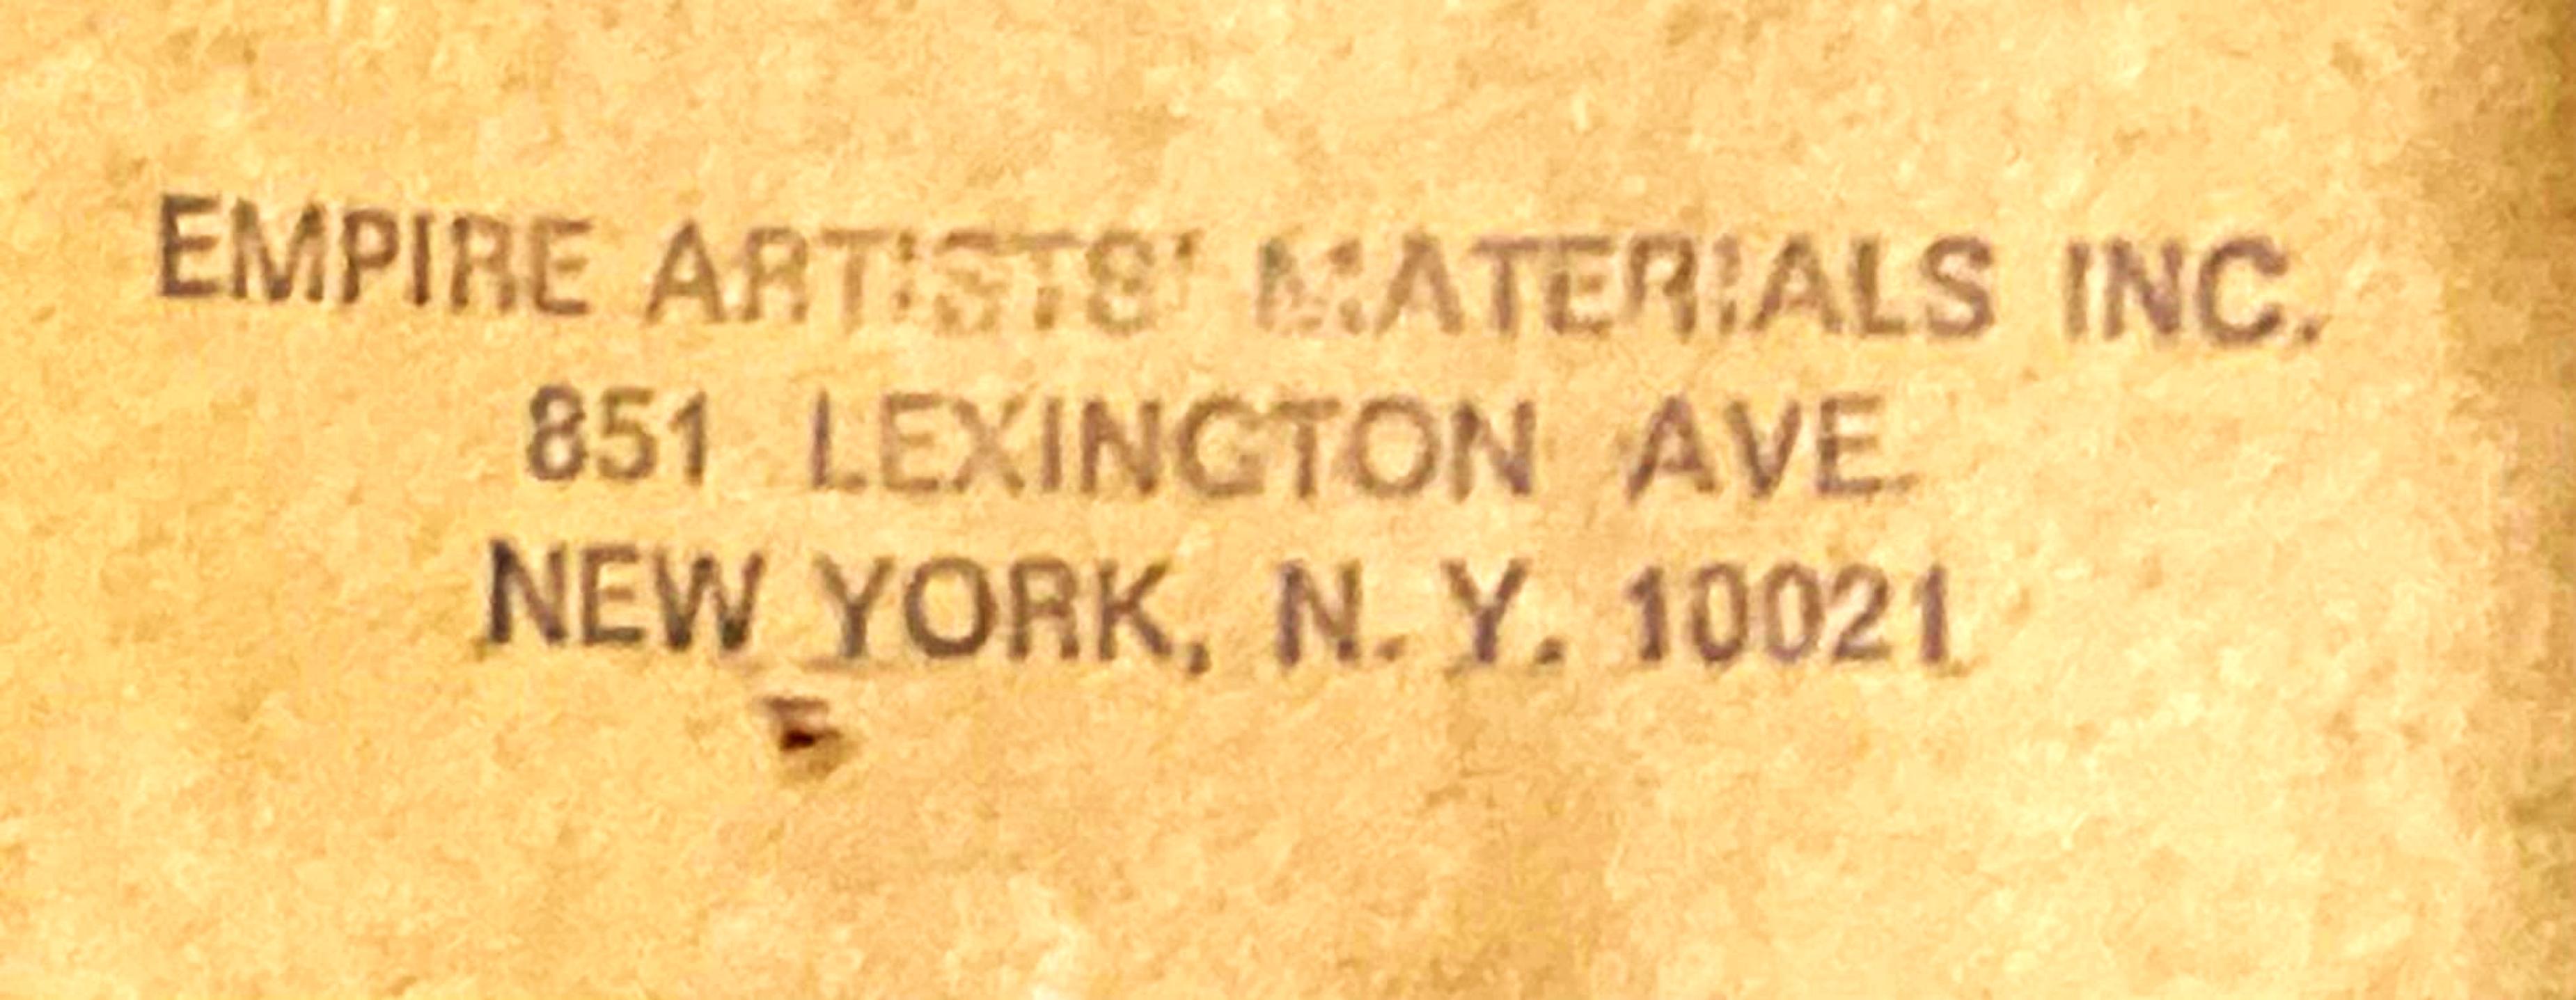 EMPIRE ARTISTS' MATERIALS INC.
851 LEXINGTON AVE.
NEW YORK, N. Y. 10021